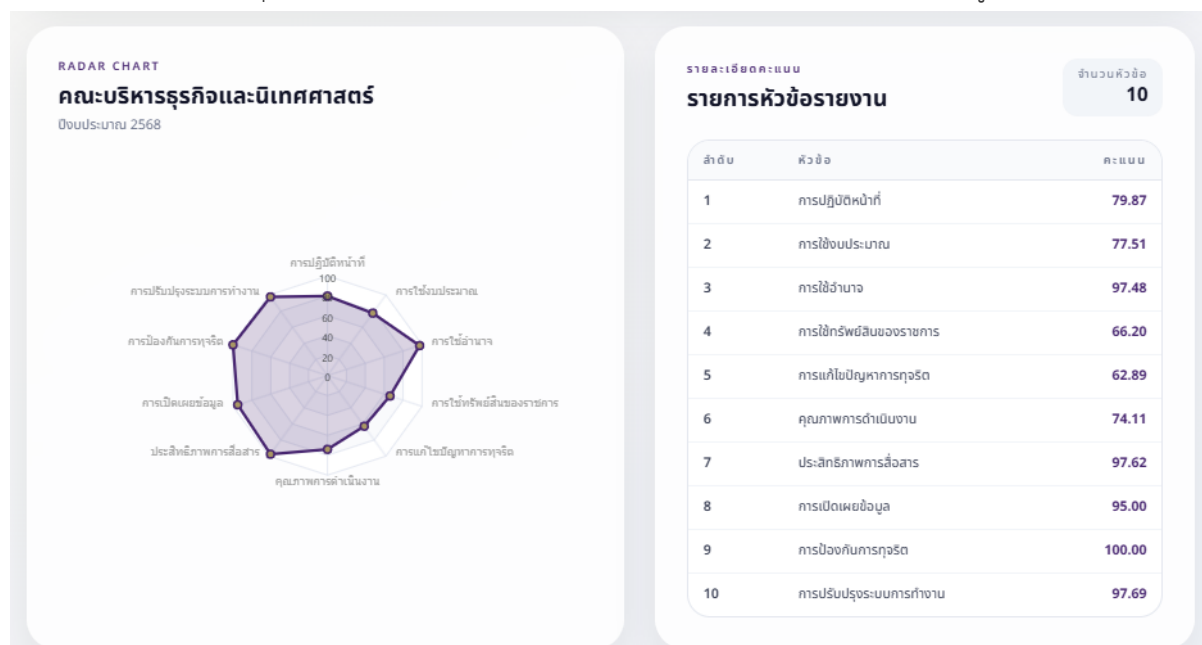 RADAR CHART
คณะบริหารธุรกิจและนิเทศศาสตร์
ปีงบประมาณ 2568
การปฏิบัติหน้าที่
100
การปรับปรุงระบบการทำงาน
การใช้งบประมาณ
60
การป้องกันการทุจริต
40
การใช้อำนาจ
20
0
การเปิดเผยข้อมูล
การใช้ทรัพย์สินของราชการ
ประสิทธิภาพการสื่อสาร
การแก้ไขปัญหาการทุจริต
คุณภาพการดำเนินงาน
รายละเอียดคะแนน
รายการหัวข้อรายงาน
จำนวนหัวข้อ
10
ลำดับ หัวข้อ คะแนน
1 การปฏิบัติหน้าที่ 79.87
2 การใช้งบประมาณ 77.51
3 การใช้อำนาจ 97.48
4 การใช้ทรัพย์สินของราชการ 66.20
5 การแก้ไขปัญหาการทุจริต 62.89
6 คุณภาพการดำเนินงาน 74.11
7 ประสิทธิภาพการสื่อสาร 97.62
8 การเปิดเผยข้อมูล 95.00
9 การป้องกันการทุจริต 100.00
10 การปรับปรุงระบบการทำงาน 97.69